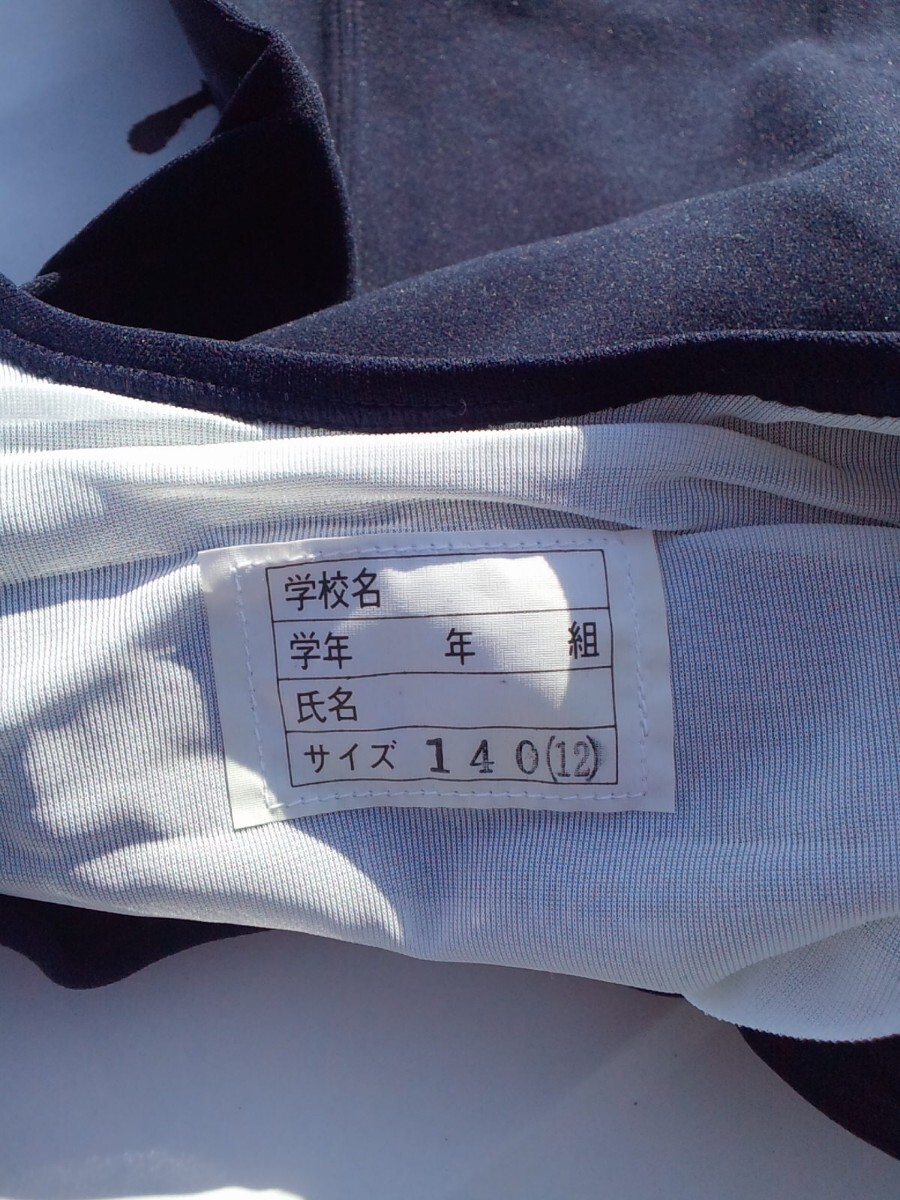 学校名
学年 年 組
氏名
サイズ 140(12)